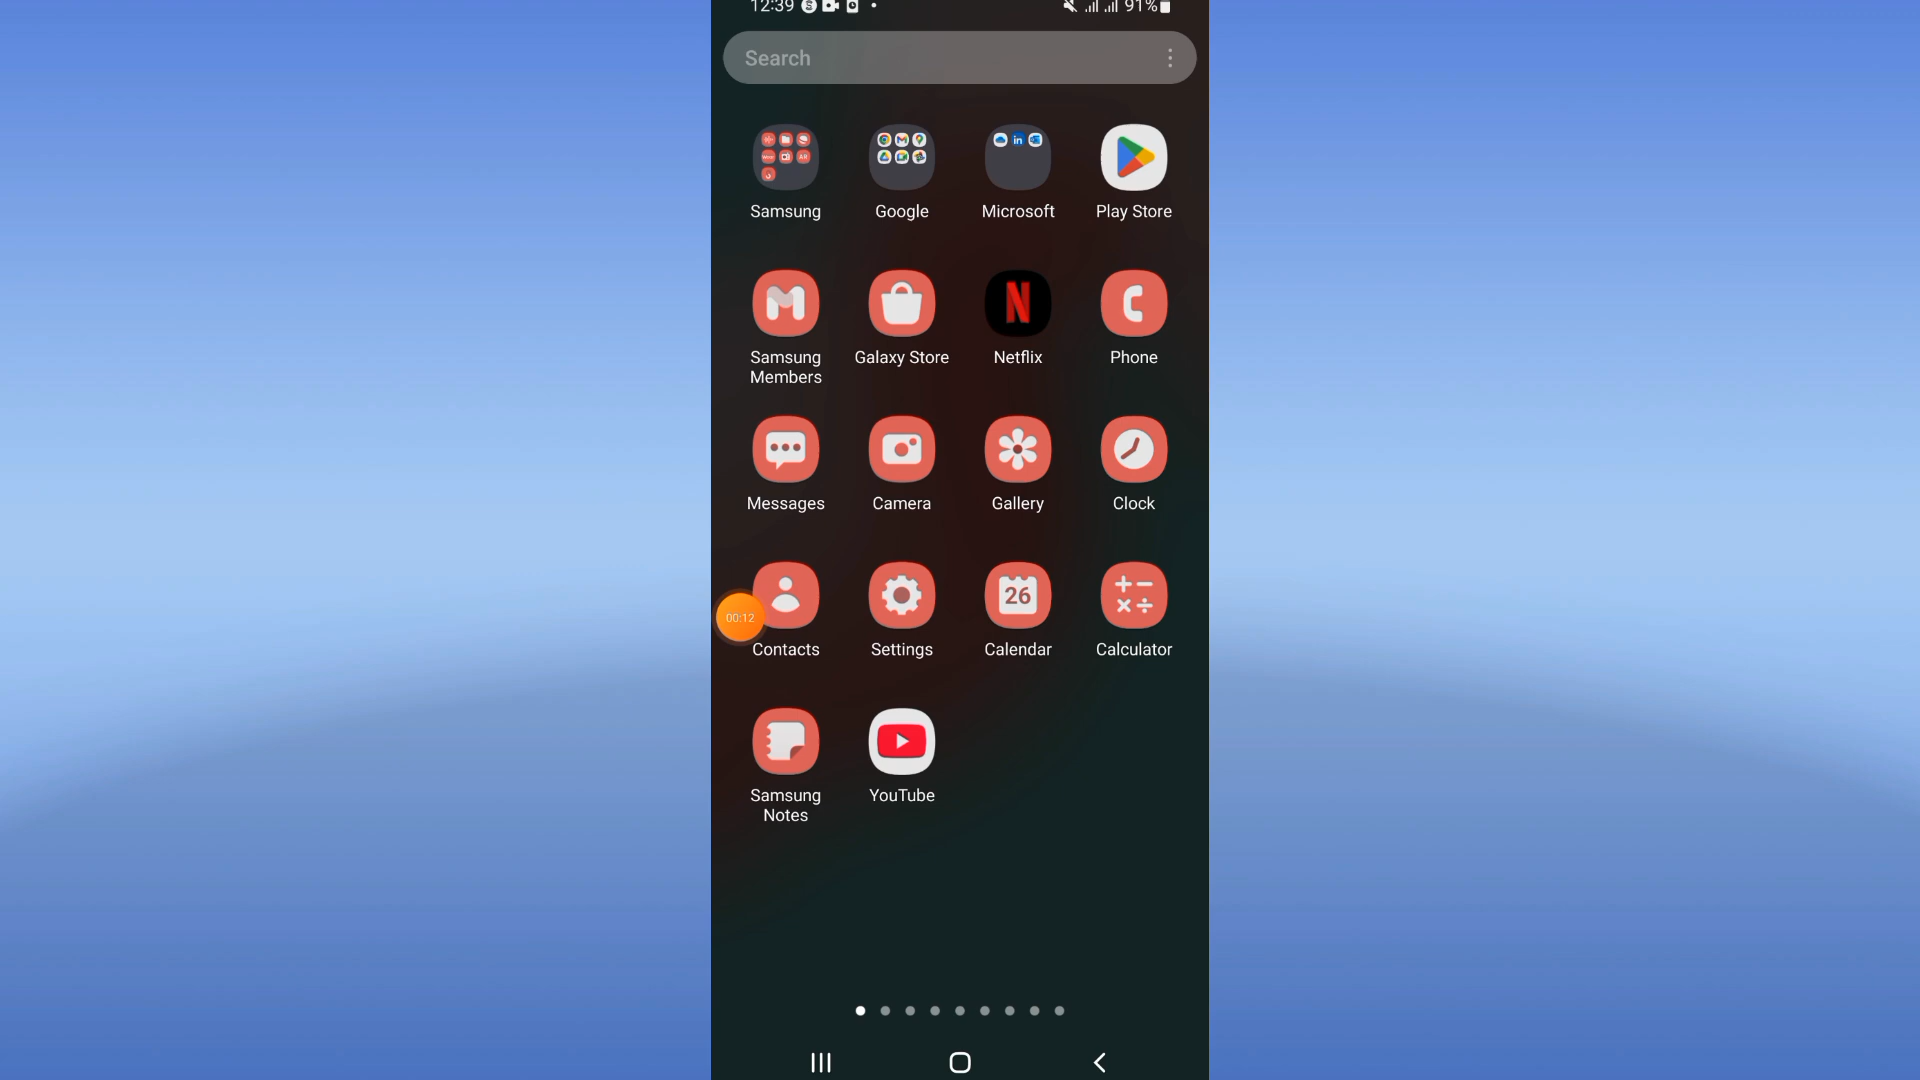 12:39 91%
Search
Samsung Google Microsoft Play Store
Samsung Members Galaxy Store Netflix Phone
Messages Camera Gallery Clock
26
00:12
Contacts Settings Calendar Calculator
Samsung Notes YouTube